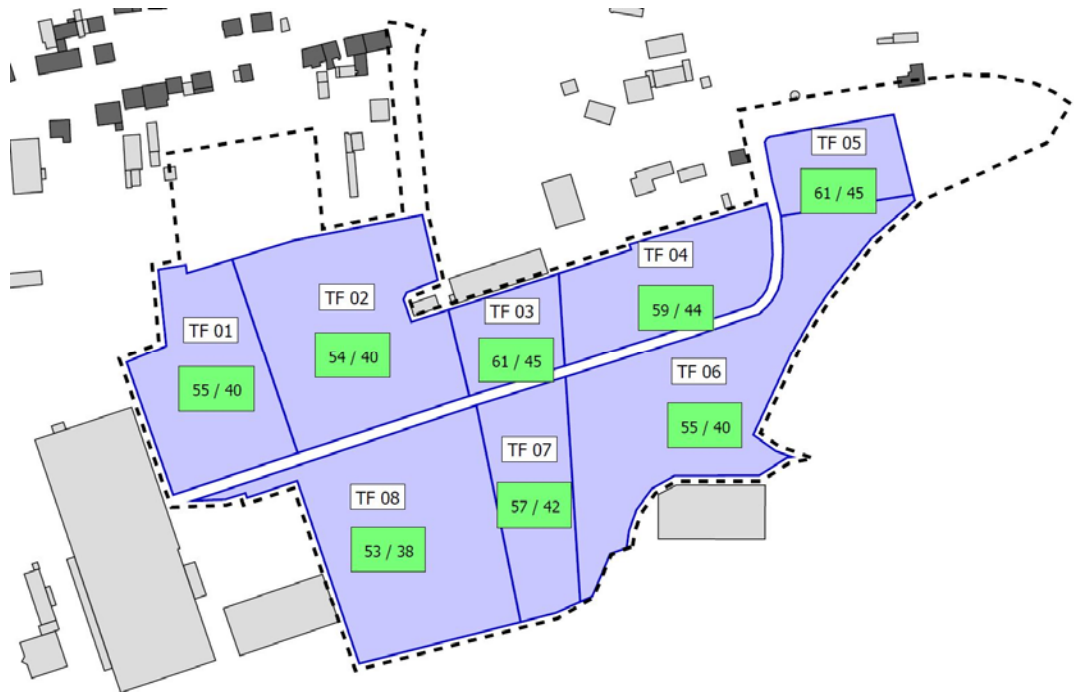 TF 05
61 / 45
TF 04
59 / 44
TF 02
54 / 40
TF 03
61 / 45
TF 01
55 / 40
TF 06
55 / 40
TF 07
57 / 42
TF 08
53 / 38